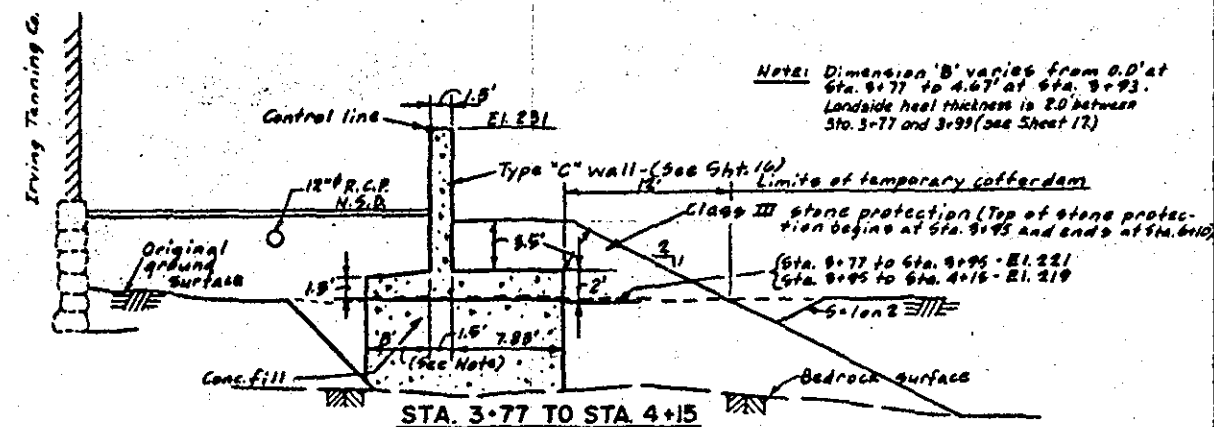 Irving Tanning Co.
Note: Dimension 'B' varies from 0.0' at
Sta. 3+77 to 4.67' at Sta. 3+93.
Landside heel thickness is 2.0' between
Sta. 3+77 and 3+99 (see Sheet 12)
1.5'
Control line
El. 231
Type "C" wall-(See Sht. 16)
12'
Limits of temporary cofferdam
12"⌀ R.C.P.
N.S.D.
Class III stone protection (Top of stone protec-
tion begins at Sta. 3+95 and ends at Sta. 6+10)
Original
ground
surface
3.5'
2
1
Sta. 3+77 to Sta. 3+95 - El. 221
Sta. 3+95 to Sta. 4+15 - El. 219
1.5'
2'
S=1 on 2
'B'
1.5'
7.83'
(See Note)
Conc. fill
Bedrock surface
STA. 3+77 TO STA. 4+15